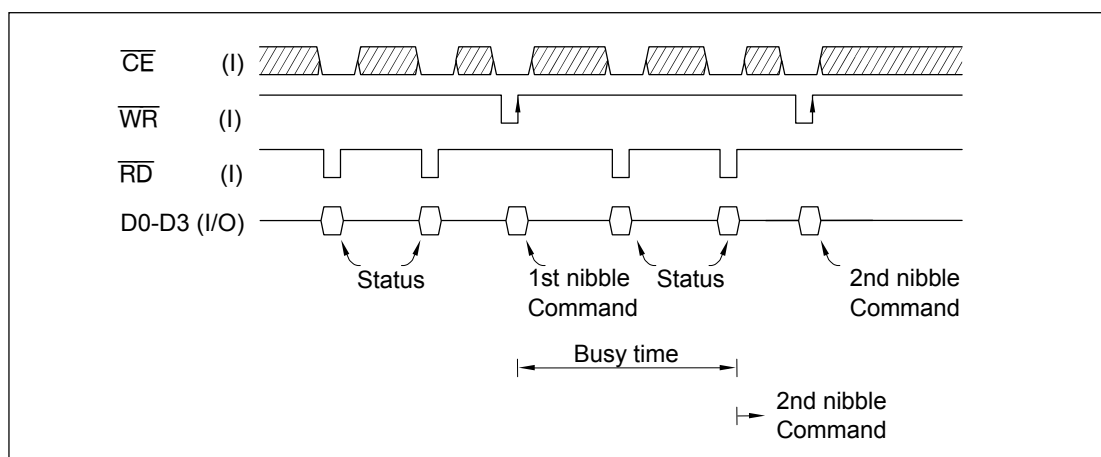 CE (I)
WR (I)
RD (I)
D0-D3 (I/O)
Status
1st nibble
Command
Status
2nd nibble
Command
Busy time
2nd nibble
Command